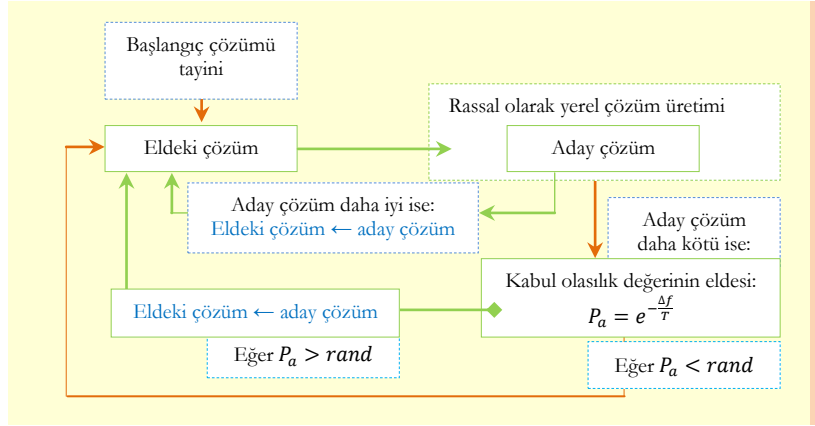 Başlangıç çözümü
tayini
Rassal olarak yerel çözüm üretimi
Eldeki çözüm
Aday çözüm
Aday çözüm daha iyi ise:
Eldeki çözüm ← aday çözüm
Aday çözüm
daha kötü ise:
Kabul olasılık değerinin eldesi:
$P_a = e^{-\frac{\Delta f}{T}}$
Eldeki çözüm ← aday çözüm
Eğer $P_a > rand$
Eğer $P_a < rand$